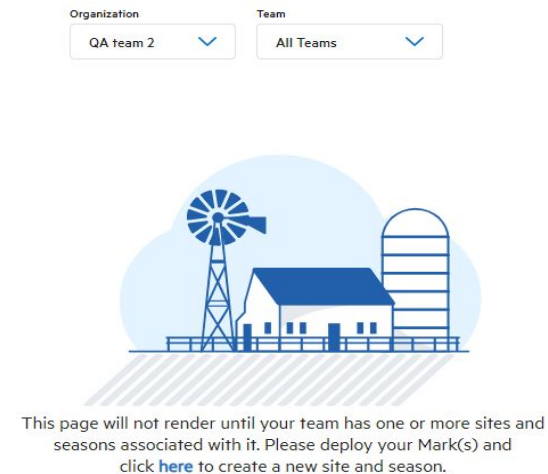 Organization
Team
QA team 2
All Teams
This page will not render until your team has one or more sites and
seasons associated with it. Please deploy your Mark(s) and
click here to create a new site and season.